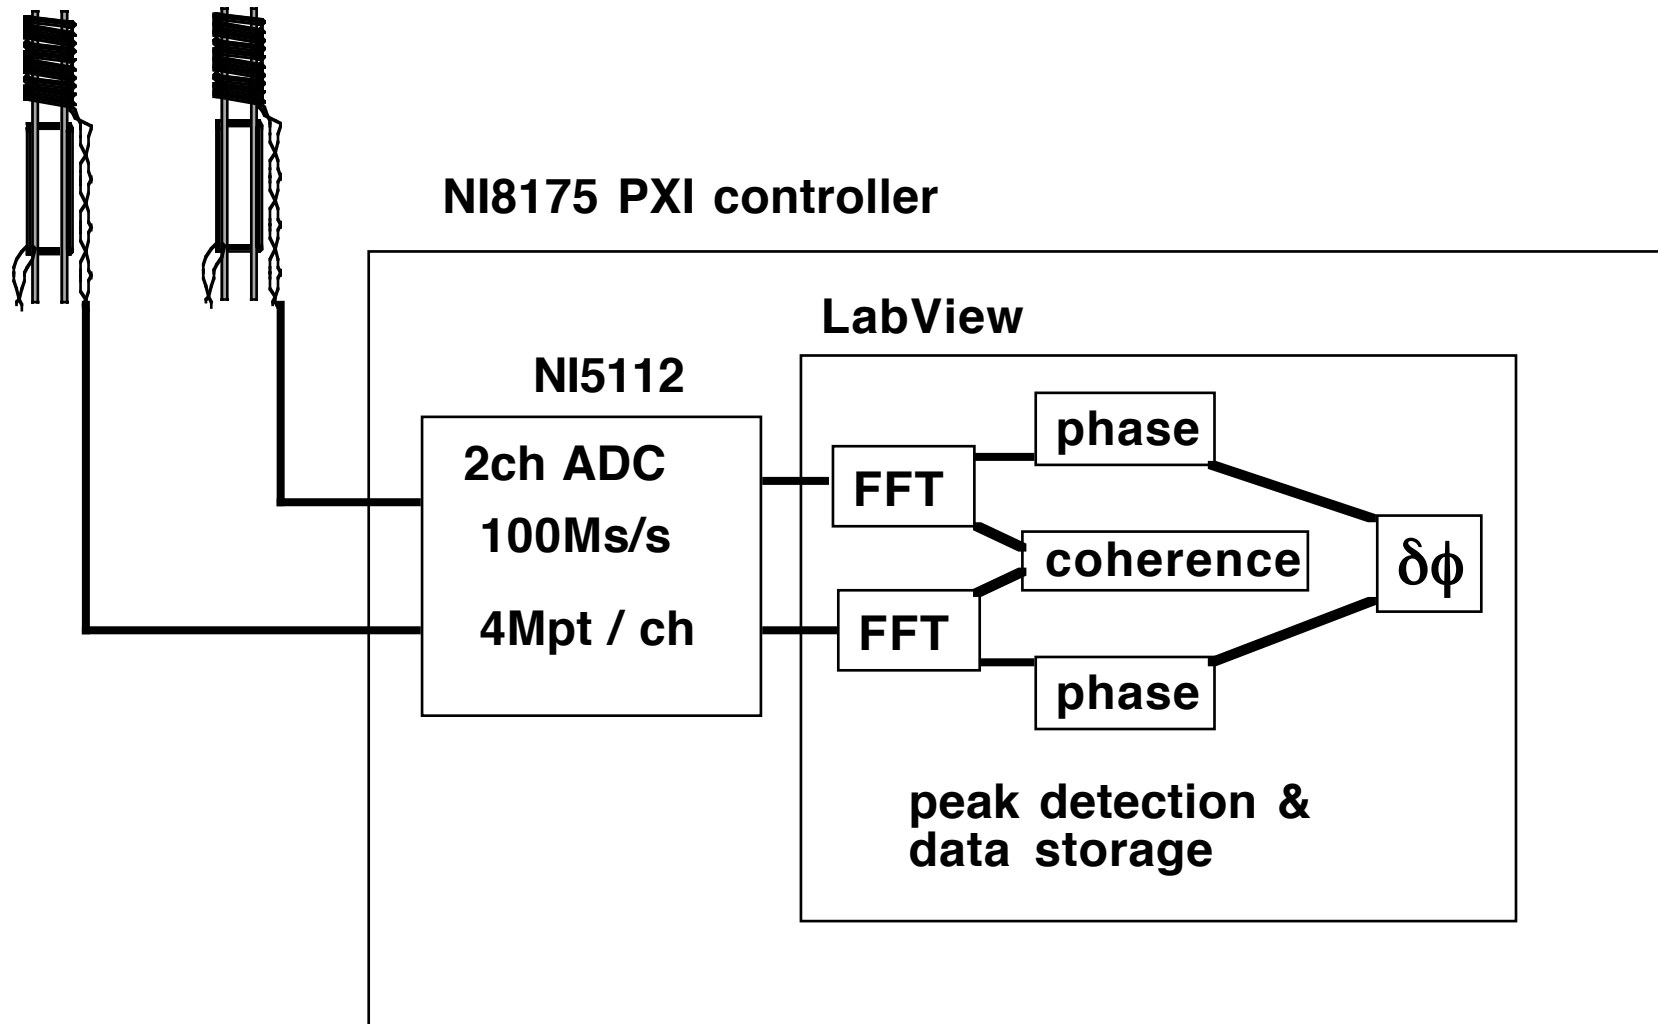 NI8175 PXI controller
LabView
NI5112
2ch ADC
100Ms/s
4Mpt / ch
FFT
phase
coherence
δϕ
FFT
phase
peak detection &
data storage